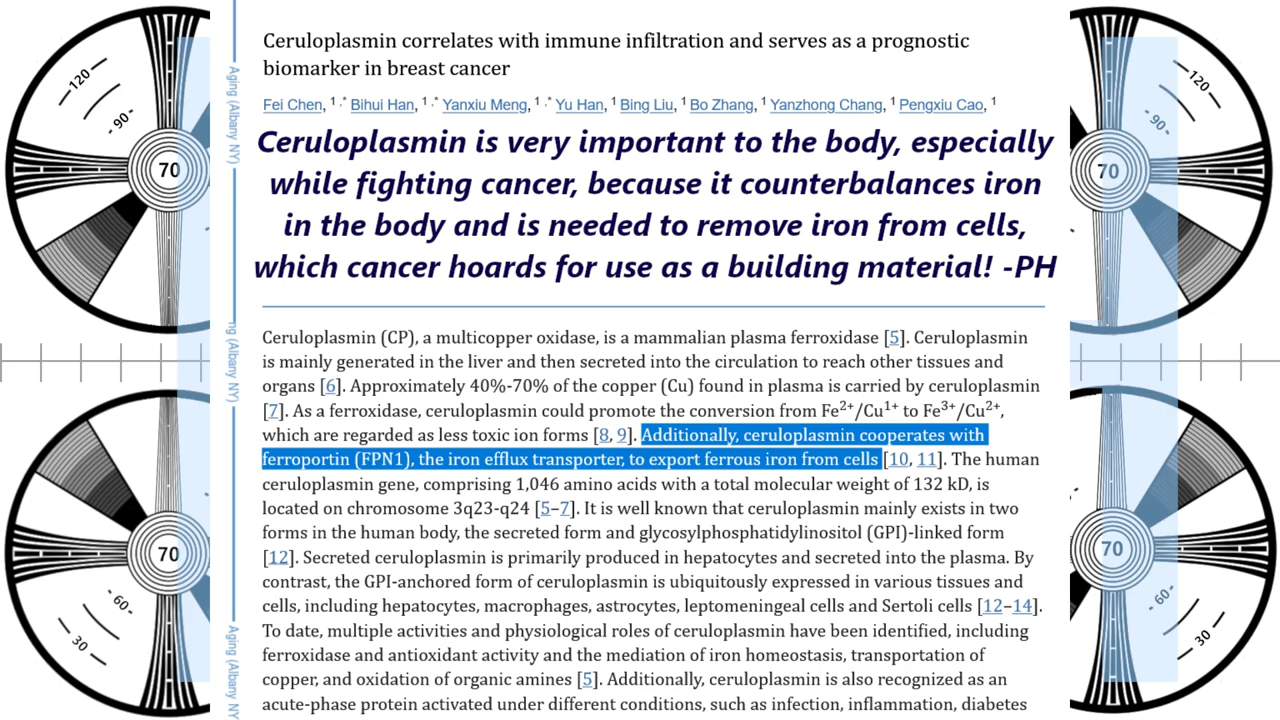 Ceruloplasmin correlates with immune infiltration and serves as a prognostic
biomarker in breast cancer
Fei Chen, 1 ,* Bihui Han, 1 ,* Yanxiu Meng, 1 ,* Yu Han, 1 Bing Liu, 1 Bo Zhang, 1 Yanzhong Chang, 1 Pengxiu Cao, 1
Ceruloplasmin is very important to the body, especially
while fighting cancer, because it counterbalances iron
in the body and is needed to remove iron from cells,
which cancer hoards for use as a building material! -PH
Ceruloplasmin (CP), a multicopper oxidase, is a mammalian plasma ferroxidase [5]. Ceruloplasmin
is mainly generated in the liver and then secreted into the circulation to reach other tissues and
organs [6]. Approximately 40%-70% of the copper (Cu) found in plasma is carried by ceruloplasmin
[7]. As a ferroxidase, ceruloplasmin could promote the conversion from Fe2+/Cu1+ to Fe3+/Cu2+,
which are regarded as less toxic ion forms [8, 9]. Additionally, ceruloplasmin cooperates with
ferroportin (FPN1), the iron efflux transporter, to export ferrous iron from cells [10, 11]. The human
ceruloplasmin gene, comprising 1,046 amino acids with a total molecular weight of 132 kD, is
located on chromosome 3q23-q24 [5–7]. It is well known that ceruloplasmin mainly exists in two
forms in the human body, the secreted form and glycosylphosphatidylinositol (GPI)-linked form
[12]. Secreted ceruloplasmin is primarily produced in hepatocytes and secreted into the plasma. By
contrast, the GPI-anchored form of ceruloplasmin is ubiquitously expressed in various tissues and
cells, including hepatocytes, macrophages, astrocytes, leptomeningeal cells and Sertoli cells [12–14].
To date, multiple activities and physiological roles of ceruloplasmin have been identified, including
ferroxidase and antioxidant activity and the mediation of iron homeostasis, transportation of
copper, and oxidation of organic amines [5]. Additionally, ceruloplasmin is also recognized as an
acute-phase protein activated under different conditions, such as infection, inflammation, diabetes
Aging (Albany NY)
ng (Albany NY)
Aging (Albany NY
120
- 90 -
70
70
- 60 -
30
120
- 90 -
70
70
- 60 -
30